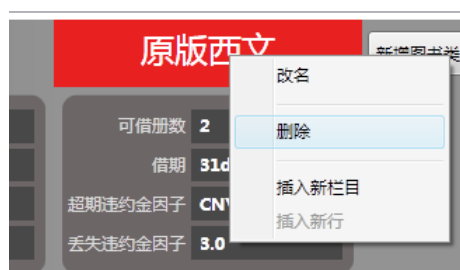 原版西文
新增图书类
改名
可借册数 2
删除
借期 31d
插入新栏目
超期违约金因子 CNY
插入新行
丢失违约金因子 3.0